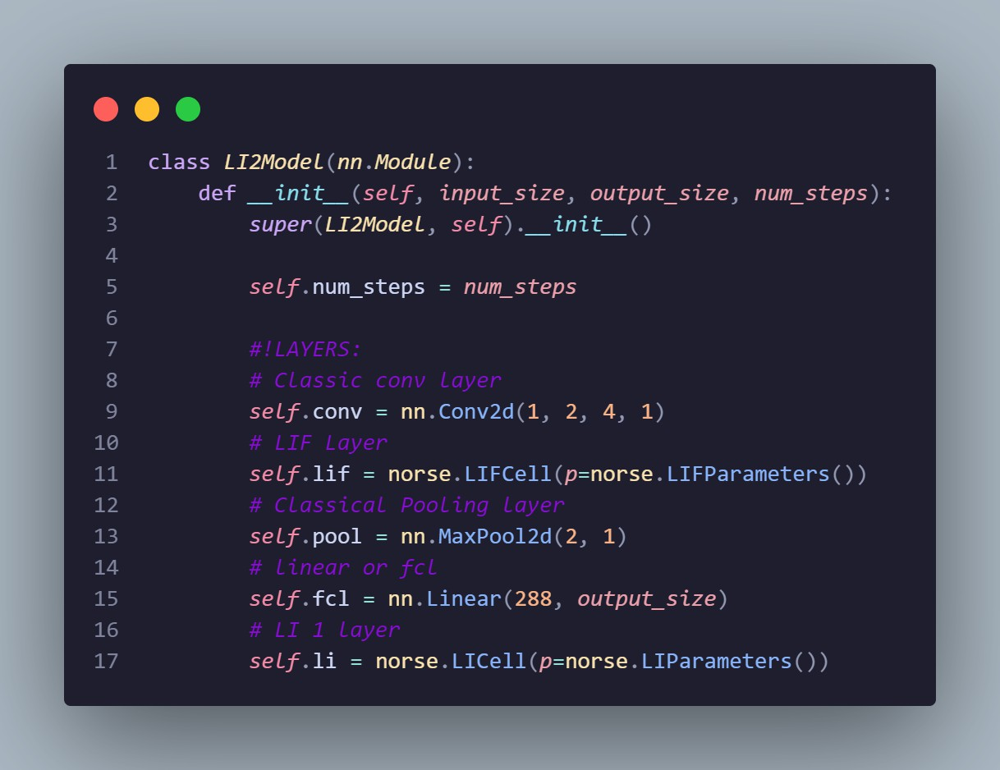 1 class LI2Model(nn.Module):
2     def __init__(self, input_size, output_size, num_steps):
3         super(LI2Model, self).__init__()
4
5         self.num_steps = num_steps
6
7         #!LAYERS:
8         # Classic conv layer
9         self.conv = nn.Conv2d(1, 2, 4, 1)
10         # LIF Layer
11         self.lif = norse.LIFCell(p=norse.LIFParameters())
12         # Classical Pooling layer
13         self.pool = nn.MaxPool2d(2, 1)
14         # linear or fcl
15         self.fcl = nn.Linear(288, output_size)
16         # LI 1 layer
17         self.li = norse.LICell(p=norse.LIParameters())